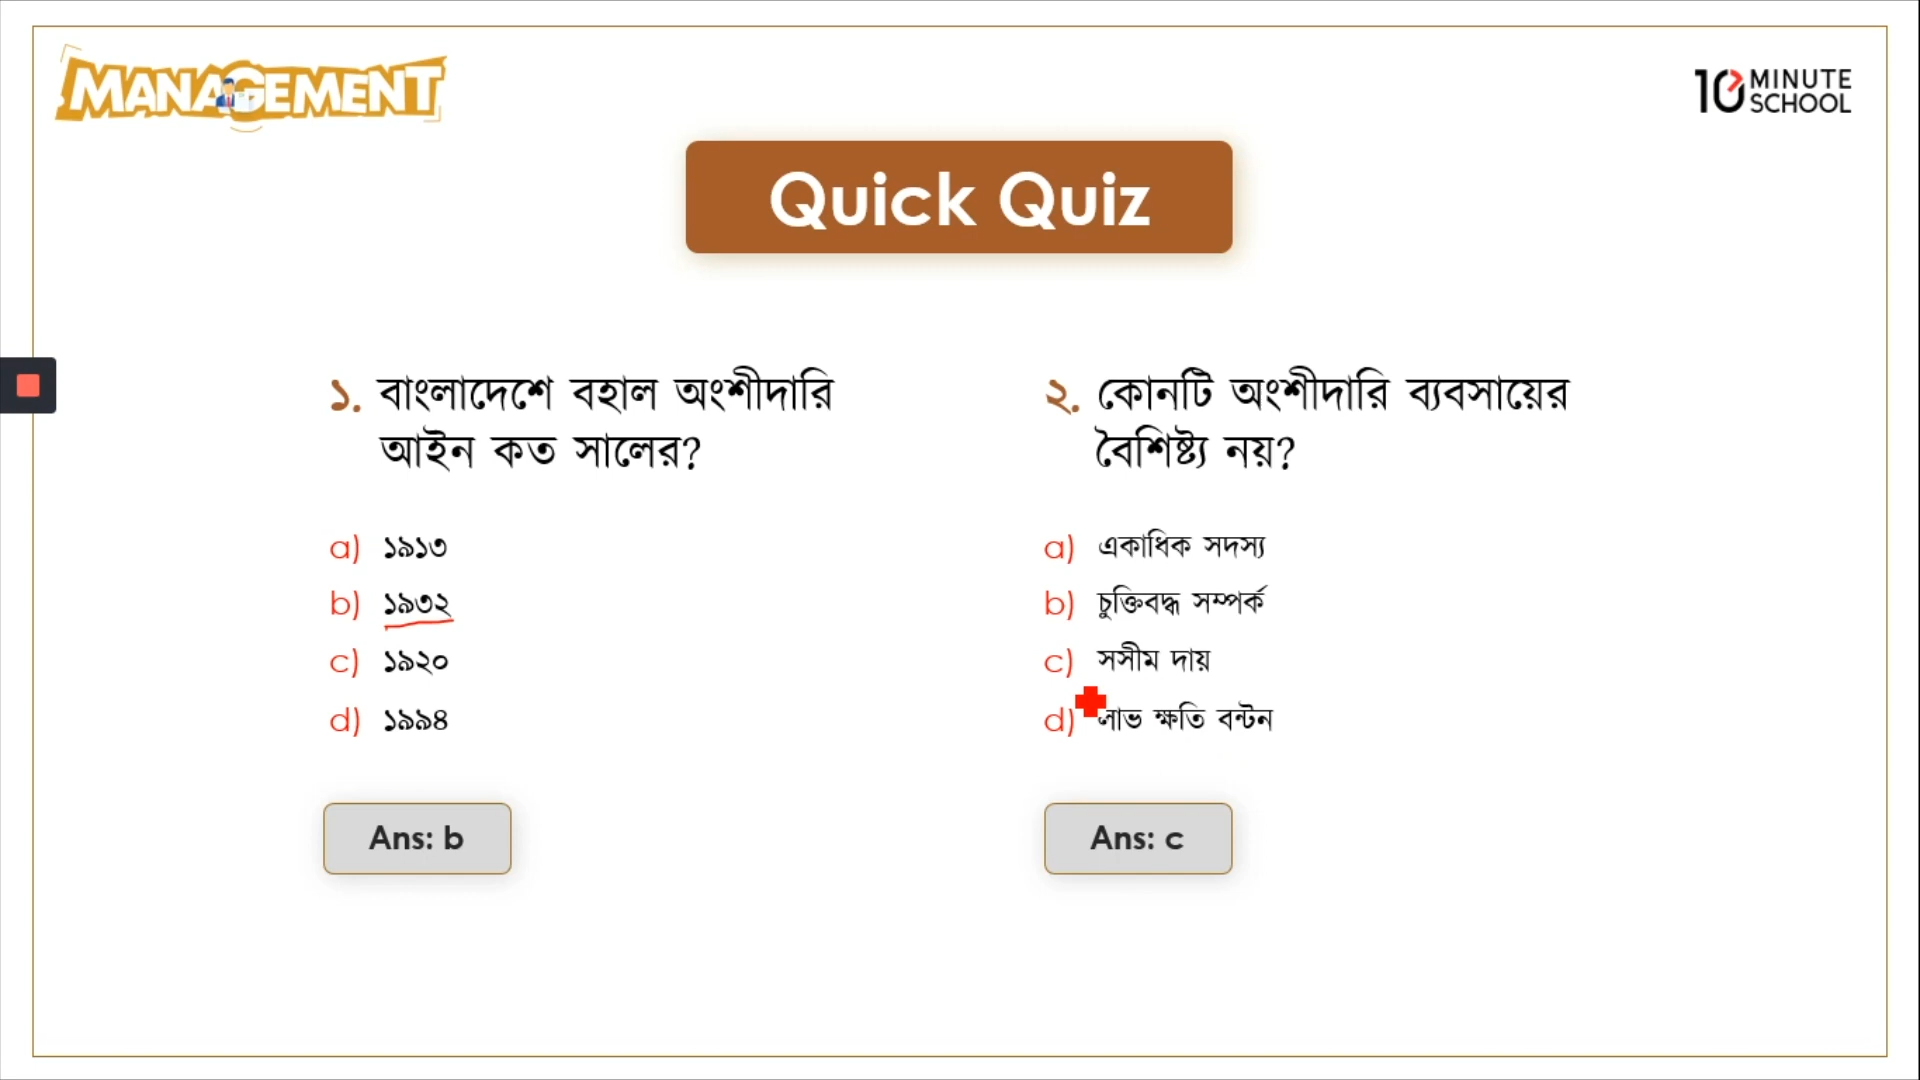 MANAGEMENT
10 MINUTE SCHOOL
Quick Quiz
১. বাংলাদেশে বহাল অংশীদারি
আইন কত সালের?
a) ১৯১৩
b) ১৯৩২
c) ১৯২০
d) ১৯৯৪
Ans: b
২. কোনটি অংশীদারি ব্যবসায়ের
বৈশিষ্ট্য নয়?
a) একাধিক সদস্য
b) চুক্তিবদ্ধ সম্পর্ক
c) সসীম দায়
d) লাভ ক্ষতি বন্টন
Ans: c